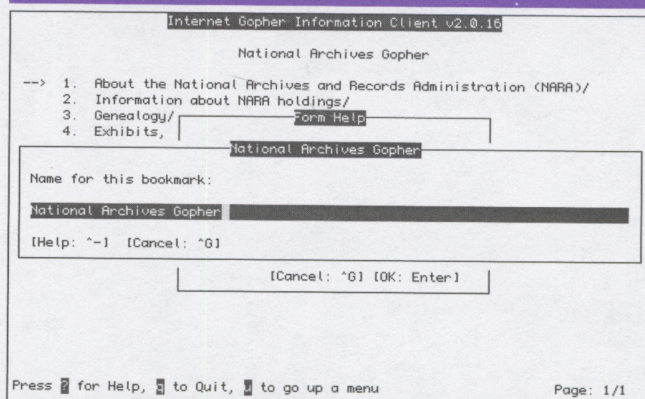 Internet Gopher Information Client v2.0.16
National Archives Gopher
--> 1. About the National Archives and Records Administration (NARA)/
2. Information about NARA holdings/
3. Genealogy/
Form Help
4. Exhibits,
National Archives Gopher
Name for this bookmark:
National Archives Gopher
[Help: ^-] [Cancel: ^G]
[Cancel: ^G] [OK: Enter]
Press ? for Help, q to Quit, u to go up a menu Page: 1/1